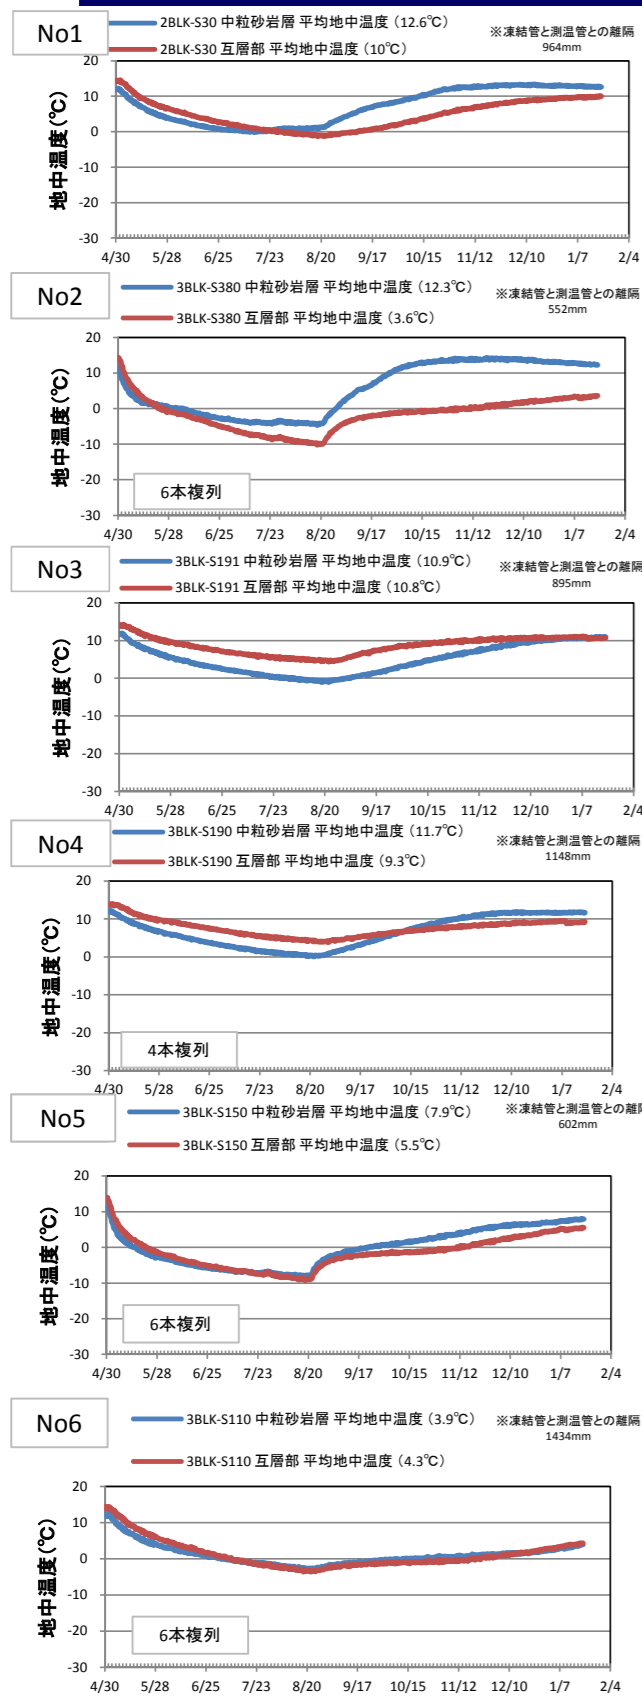 No1
2BLK-S30 中粒砂岩層 平均地中温度（12.6℃）
2BLK-S30 互層部 平均地中温度（10℃）
※凍結管と測温管との離隔
964mm
地中温度(℃)
20
10
0
-10
-20
-30
4/30 5/28 6/25 7/23 8/20 9/17 10/15 11/12 12/10 1/7 2/4
No2
3BLK-S380 中粒砂岩層 平均地中温度（12.3℃）
3BLK-S380 互層部 平均地中温度（3.6℃）
※凍結管と測温管との離隔
552mm
地中温度(℃)
20
10
0
-10
-20
-30
6本複列
4/30 5/28 6/25 7/23 8/20 9/17 10/15 11/12 12/10 1/7 2/4
No3
3BLK-S191 中粒砂岩層 平均地中温度（10.9℃）
3BLK-S191 互層部 平均地中温度（10.8℃）
※凍結管と測温管との離隔
895mm
地中温度(℃)
20
10
0
-10
-20
-30
4/30 5/28 6/25 7/23 8/20 9/17 10/15 11/12 12/10 1/7 2/4
No4
3BLK-S190 中粒砂岩層 平均地中温度（11.7℃）
3BLK-S190 互層部 平均地中温度（9.3℃）
※凍結管と測温管との離隔
1148mm
地中温度(℃)
20
10
0
-10
-20
-30
4本複列
4/30 5/28 6/25 7/23 8/20 9/17 10/15 11/12 12/10 1/7 2/4
No5
3BLK-S150 中粒砂岩層 平均地中温度（7.9℃）
3BLK-S150 互層部 平均地中温度（5.5℃）
※凍結管と測温管との離隔
602mm
地中温度(℃)
20
10
0
-10
-20
-30
6本複列
4/30 5/28 6/25 7/23 8/20 9/17 10/15 11/12 12/10 1/7 2/4
No6
3BLK-S110 中粒砂岩層 平均地中温度（3.9℃）
3BLK-S110 互層部 平均地中温度（4.3℃）
※凍結管と測温管との離隔
1434mm
地中温度(℃)
20
10
0
-10
-20
-30
6本複列
4/30 5/28 6/25 7/23 8/20 9/17 10/15 11/12 12/10 1/7 2/4